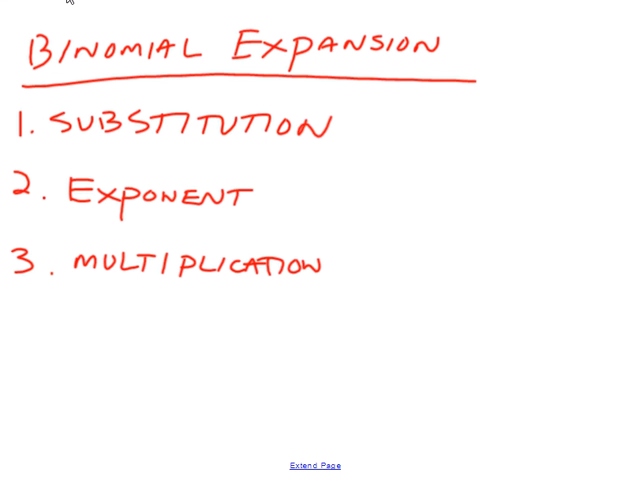 BINOMIAL EXPANSION
1. SUBSTITUTION
2. EXPONENT
3. MULTIPLICATION
Extend Page